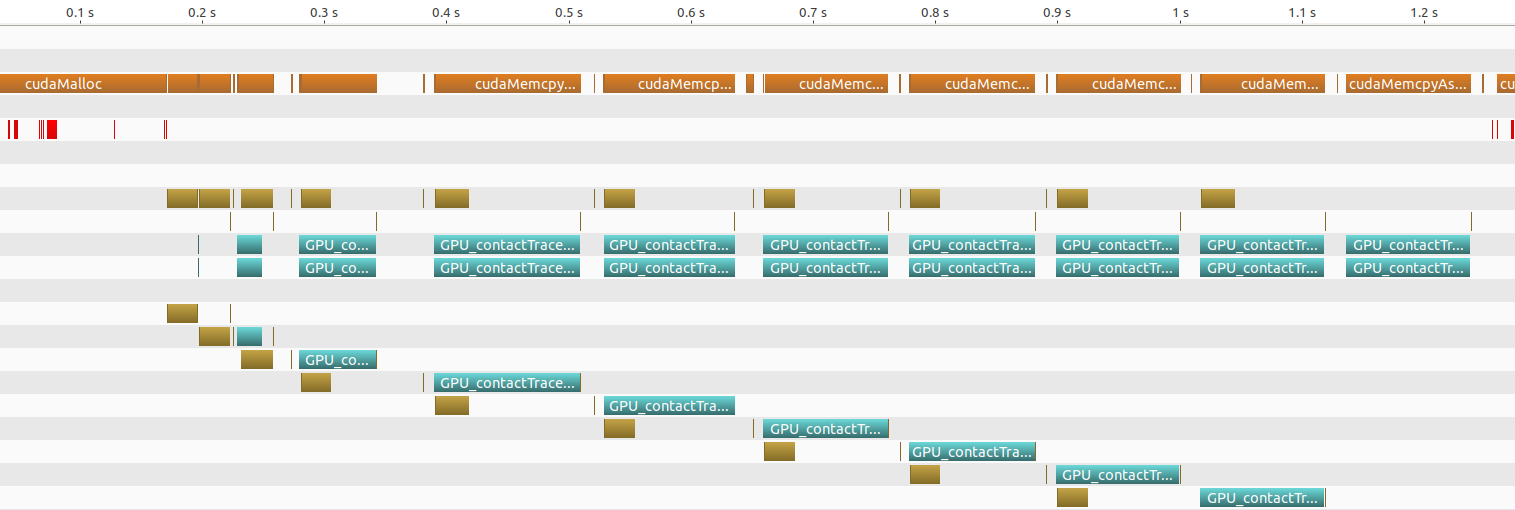 0.1 s 0.2 s 0.3 s 0.4 s 0.5 s 0.6 s 0.7 s 0.8 s 0.9 s 1 s 1.1 s 1.2 s
cudaMalloc cudaMemcpy... cudaMemcp... cudaMemc... cudaMemc... cudaMemc... cudaMem... cudaMemcpyAs... cu
GPU_co... GPU_contactTrace... GPU_contactTra... GPU_contactTr... GPU_contactTra... GPU_contactTr... GPU_contactTr... GPU_contactTr...
GPU_co... GPU_contactTrace... GPU_contactTra... GPU_contactTr... GPU_contactTra... GPU_contactTr... GPU_contactTr... GPU_contactTr...
GPU_co...
GPU_contactTrace...
GPU_contactTra...
GPU_contactTr...
GPU_contactTra...
GPU_contactTr...
GPU_contactTr...